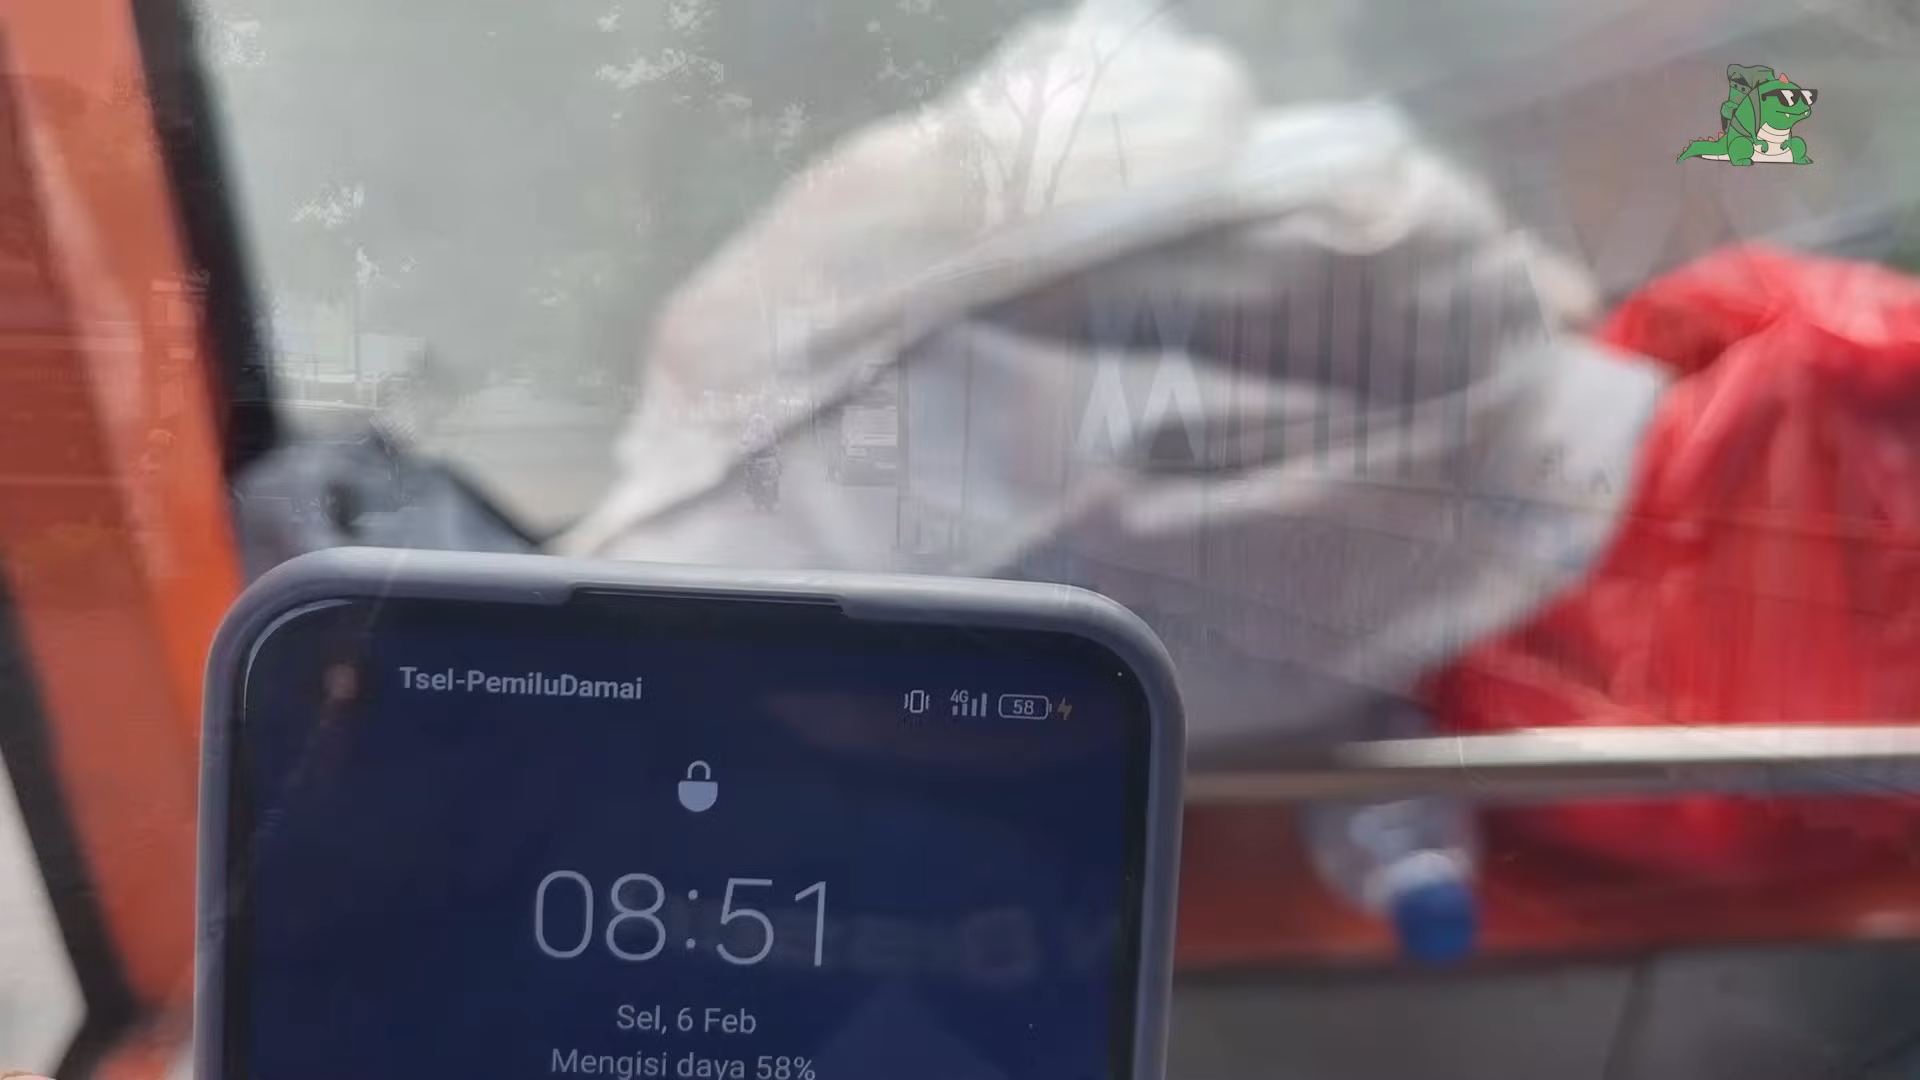 Tsel-PemiluDamai
4G
58
08:51
Sel, 6 Feb
Mengisi daya 58%